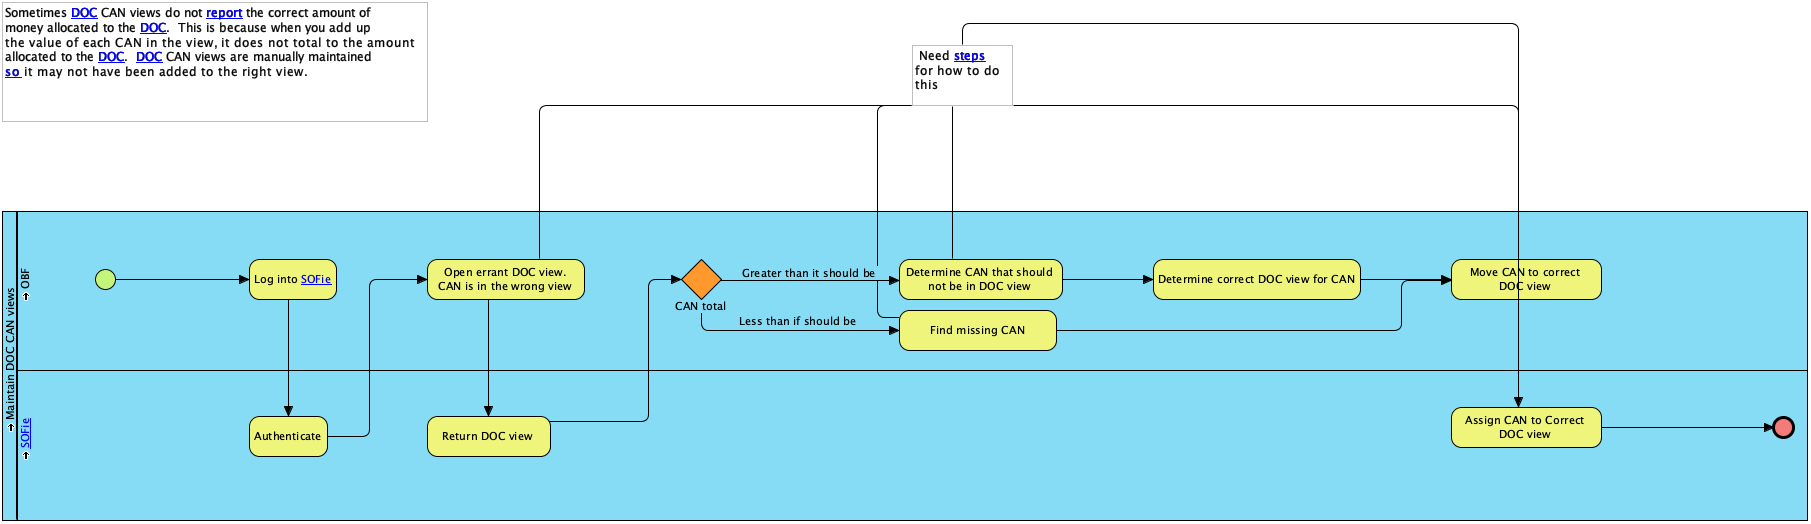 Sometimes DOC CAN views do not report the correct amount of
money allocated to the DOC. This is because when you add up
the value of each CAN in the view, it does not total to the amount
allocated to the DOC. DOC CAN views are manually maintained
so it may not have been added to the right view.
Need steps
for how to do
this
Maintain DOC CAN views
OBF
SOFie
Log into SOFie
Open errant DOC view.
CAN is in the wrong view
CAN total
Greater than it should be
Less than if should be
Determine CAN that should
not be in DOC view
Find missing CAN
Determine correct DOC view for CAN
Move CAN to correct
DOC view
Authenticate
Return DOC view
Assign CAN to Correct
DOC view